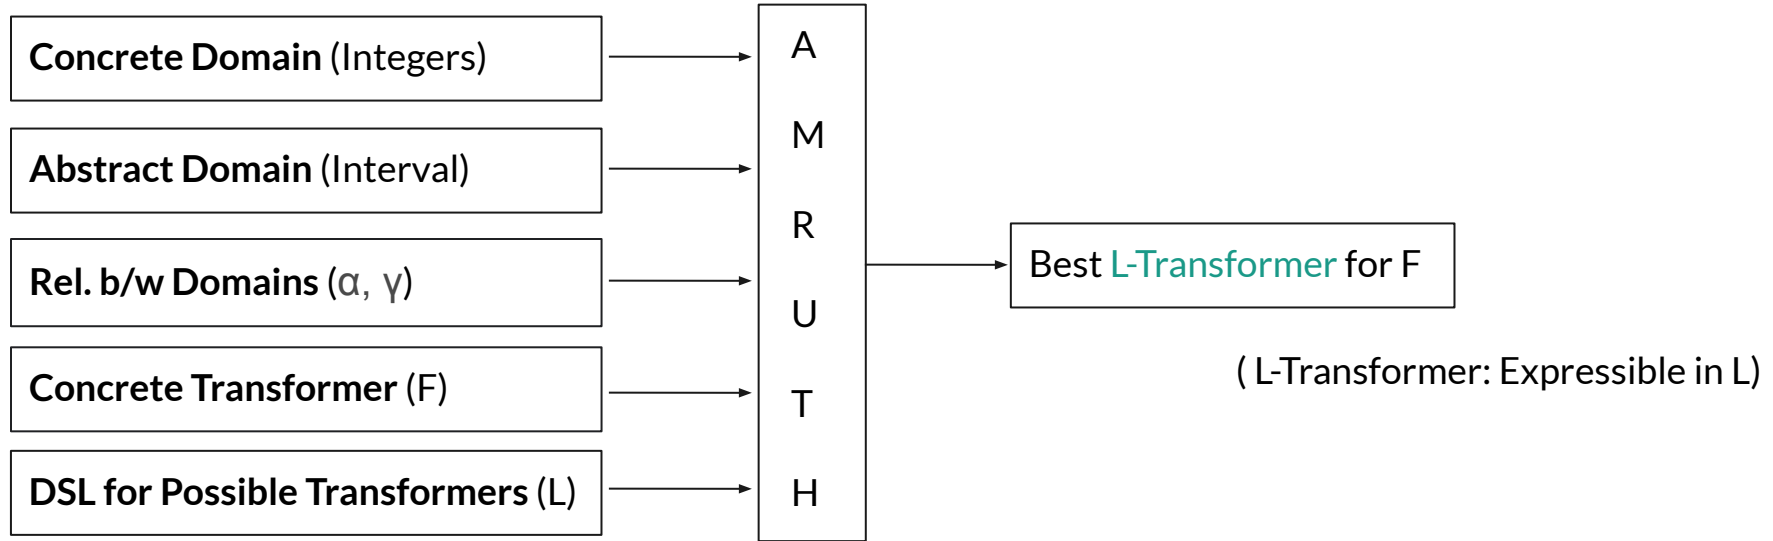 Concrete Domain (Integers)
Abstract Domain (Interval)
Rel. b/w Domains (α, γ)
Concrete Transformer (F)
DSL for Possible Transformers (L)
A
M
R
U
T
H
Best L-Transformer for F
( L-Transformer: Expressible in L)